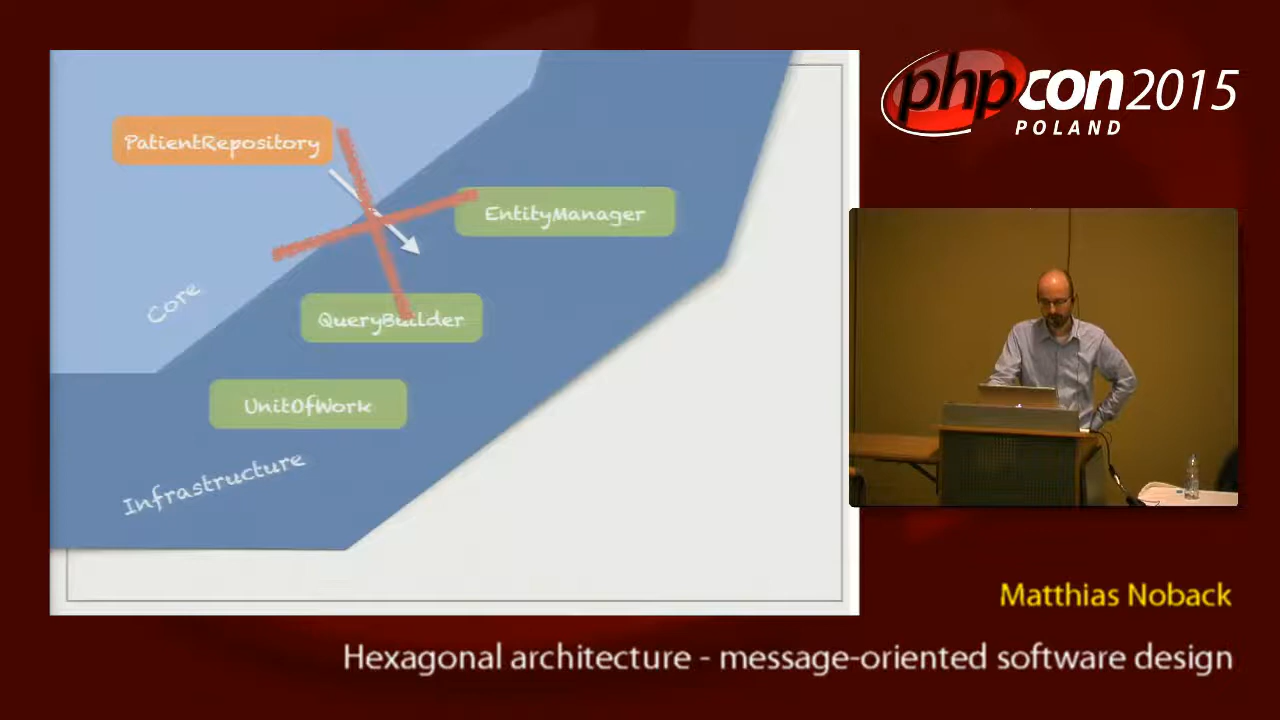 PatientRepository
EntityManager
Core
QueryBuilder
UnitOfWork
Infrastructure
phpcon2015
POLAND
Matthias Noback
Hexagonal architecture - message-oriented software design